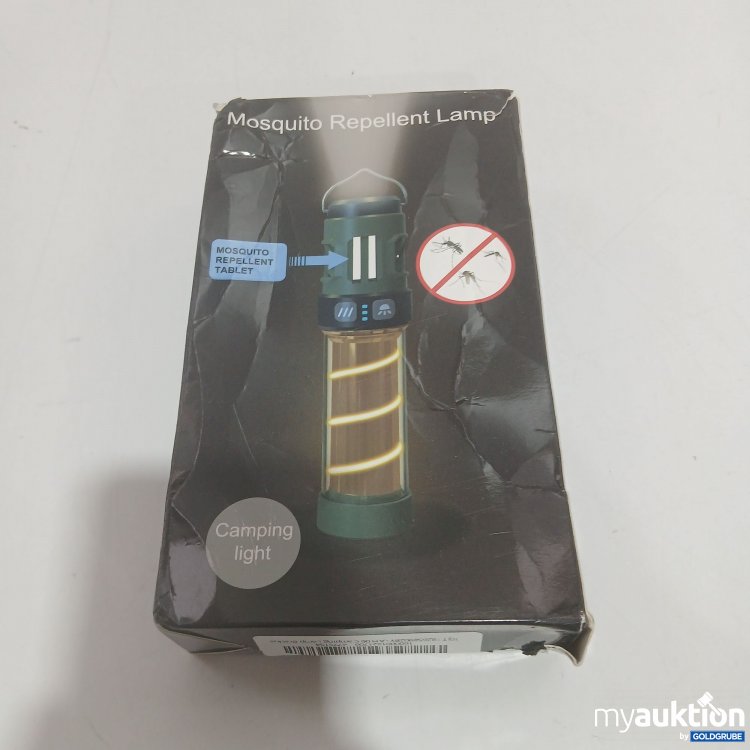 Mosquito Repellent Lamp
MOSQUITO
REPELLENT
TABLET
Camping
light
myauktion
by GOLDGRUBE